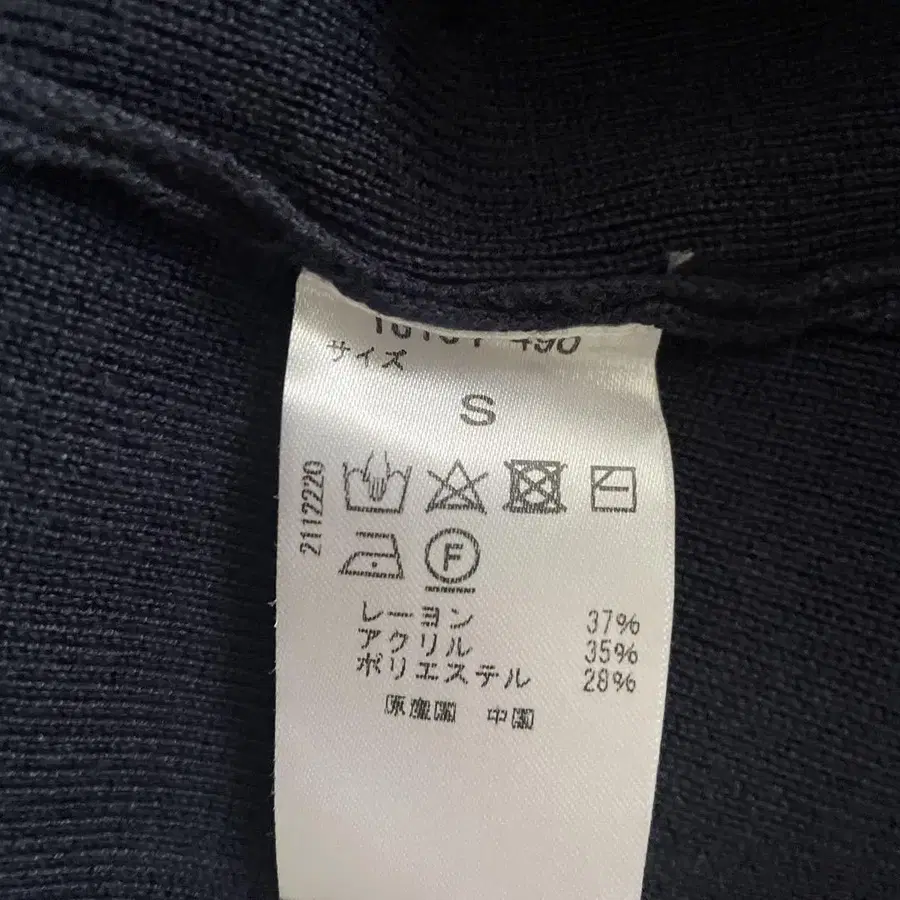 サイズ
S
2112220
F
レーヨン 37%
アクリル 35%
ポリエステル 28%
原産国 中国